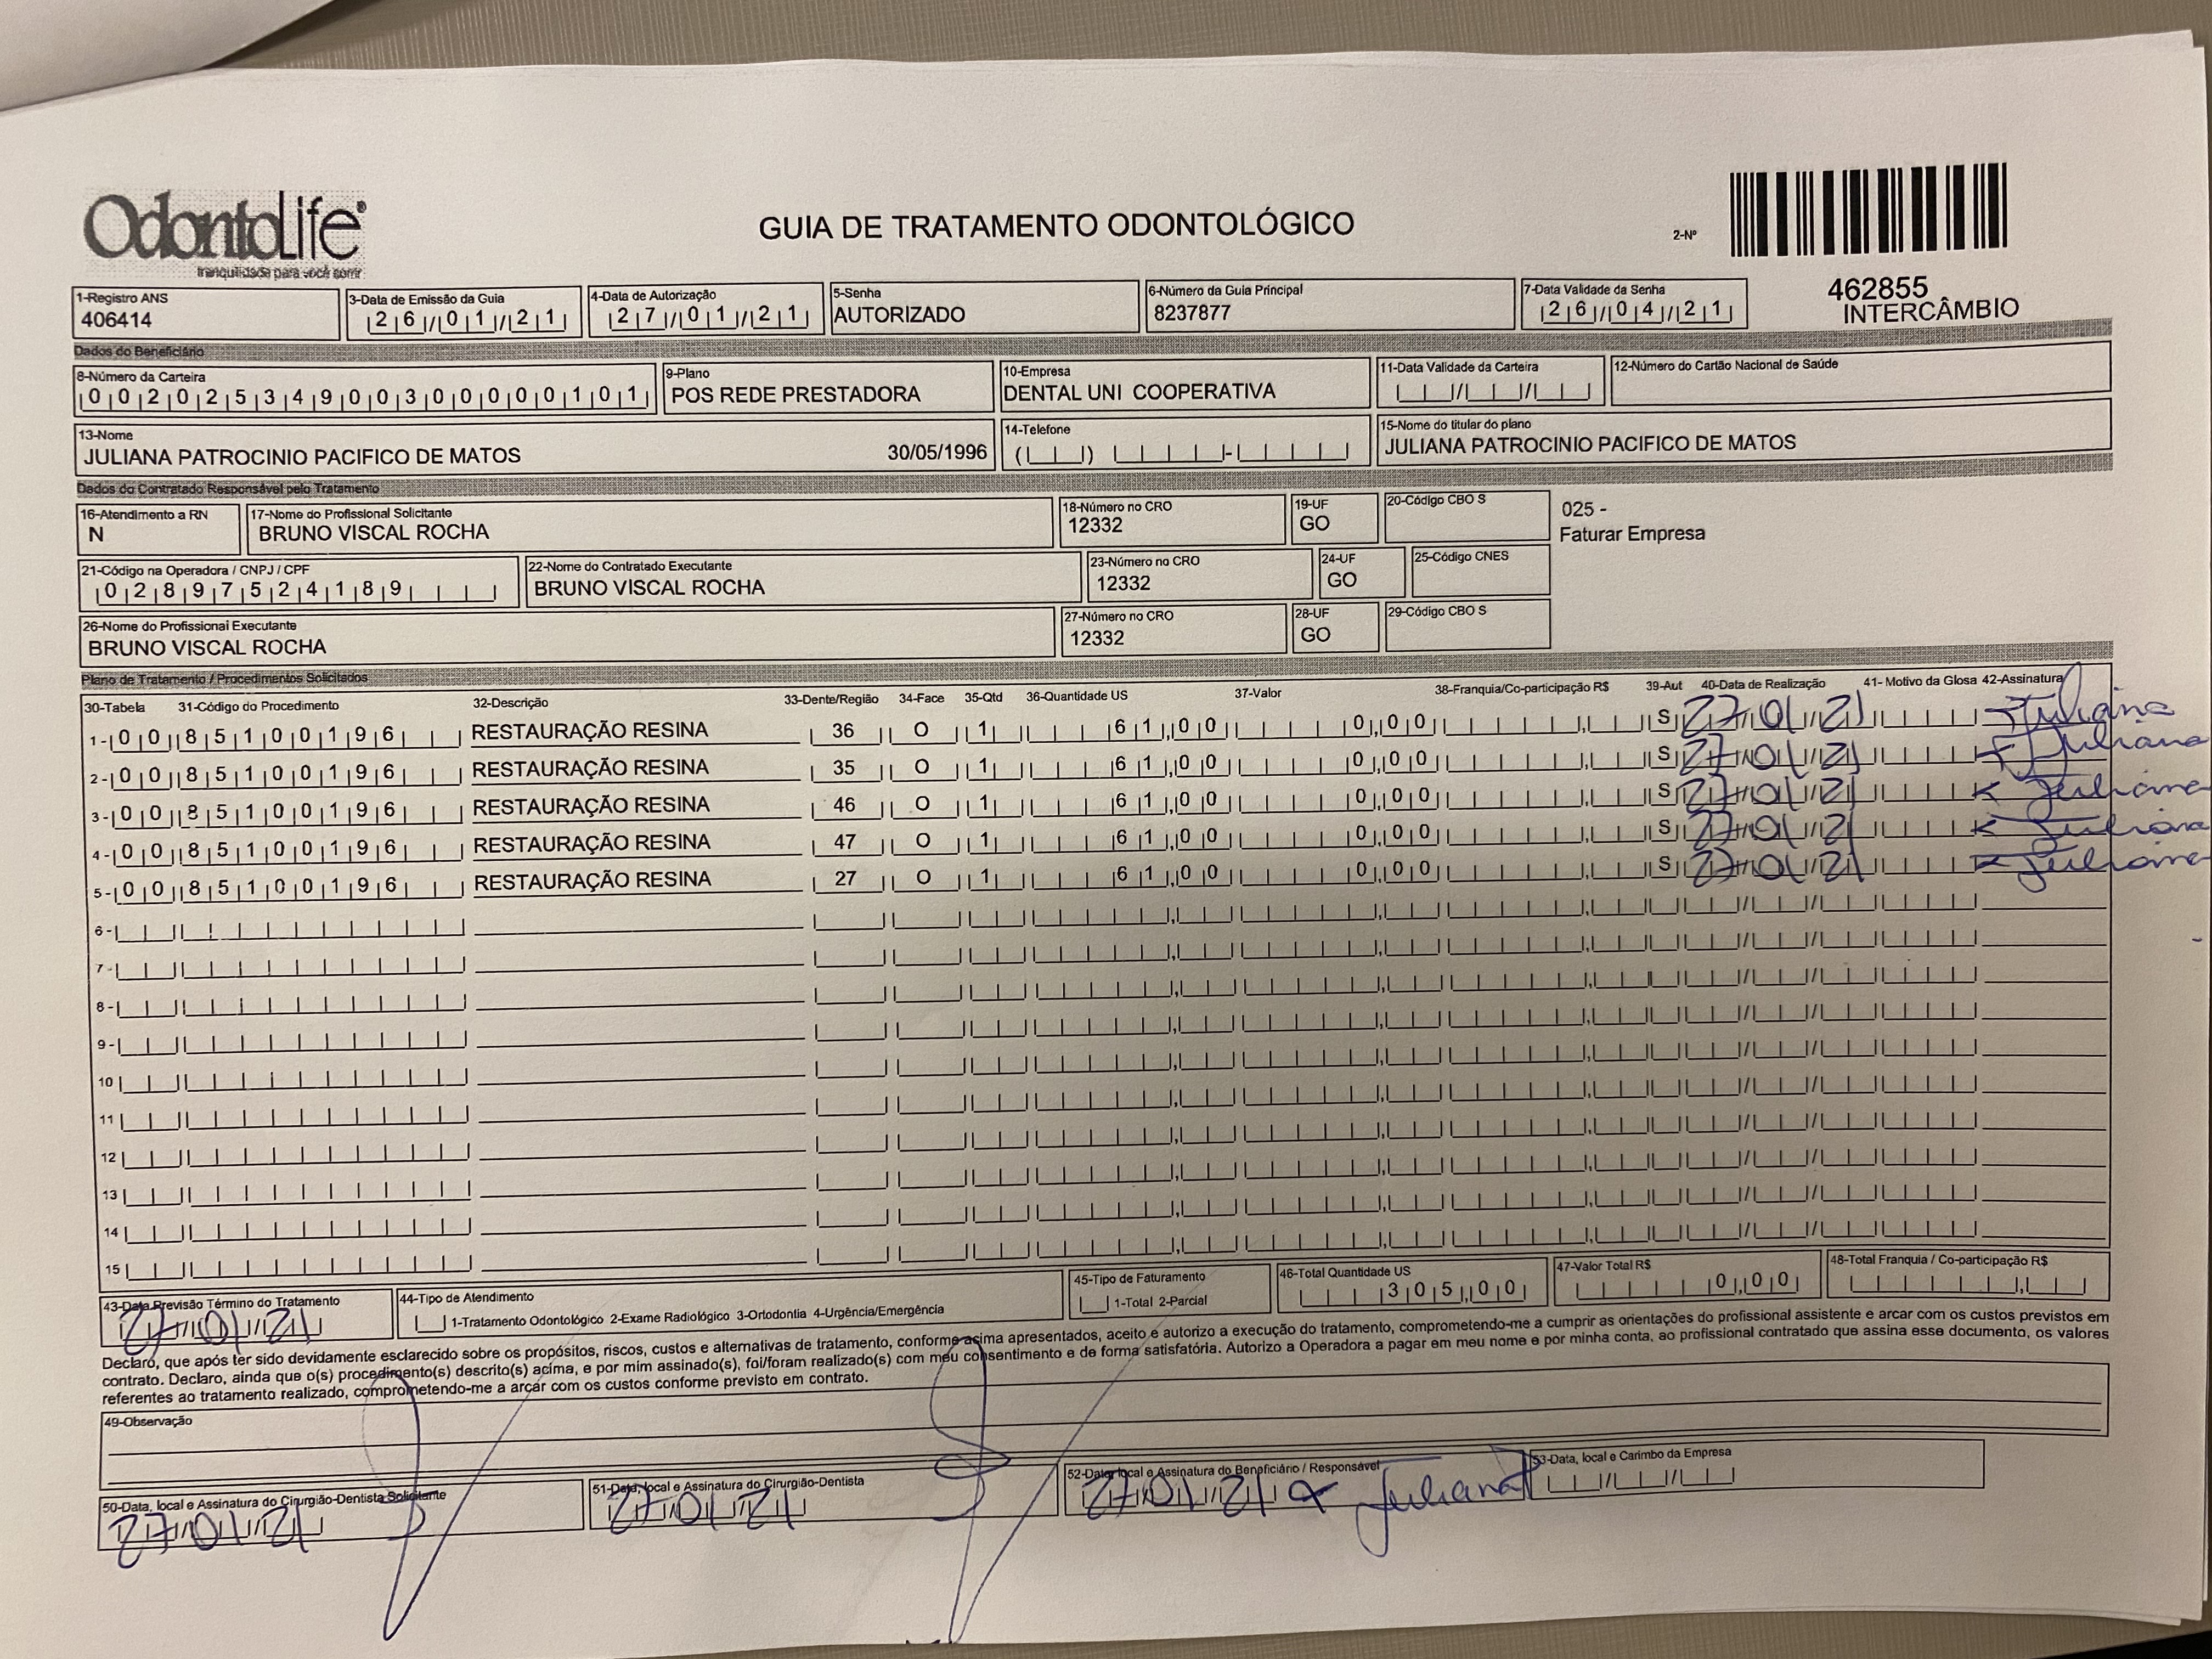 OdontoLife®
tranquilidade para você sorrir
GUIA DE TRATAMENTO ODONTOLÓGICO
2-Nº
462855
INTERCÂMBIO
1-Registro ANS
406414
3-Data de Emissão da Guia
26/01/21
4-Data de Autorização
27/01/21
5-Senha
AUTORIZADO
6-Número da Guia Principal
8237877
7-Data Validade da Senha
26/04/21
Dados do Beneficiário
8-Número da Carteira
00202534900300000101
9-Plano
POS REDE PRESTADORA
10-Empresa
DENTAL UNI COOPERATIVA
11-Data Validade da Carteira
12-Número do Cartão Nacional de Saúde
13-Nome
JULIANA PATROCINIO PACIFICO DE MATOS 30/05/1996
14-Telefone
15-Nome do titular do plano
JULIANA PATROCINIO PACIFICO DE MATOS
Dados do Contratado Responsável pelo Tratamento
16-Atendimento a RN
N
17-Nome do Profissional Solicitante
BRUNO VISCAL ROCHA
18-Número no CRO
12332
19-UF
GO
20-Código CBO S
025 -
Faturar Empresa
21-Código na Operadora / CNPJ / CPF
02897524189
22-Nome do Contratado Executante
BRUNO VISCAL ROCHA
23-Número no CRO
12332
24-UF
GO
25-Código CNES
26-Nome do Profissional Executante
BRUNO VISCAL ROCHA
27-Número no CRO
12332
28-UF
GO
29-Código CBO S
Plano de Tratamento / Procedimentos Solicitados
30-Tabela 31-Código do Procedimento 32-Descrição 33-Dente/Região 34-Face 35-Qtd 36-Quantidade US 37-Valor 38-Franquia/Co-participação R$ 39-Aut 40-Data de Realização 41- Motivo da Glosa 42-Assinatura
1- 00 85100196 RESTAURAÇÃO RESINA 36 O 1 61,00 0,00 S 27/01/21 Juliana
2- 00 85100196 RESTAURAÇÃO RESINA 35 O 1 61,00 0,00 S 27/01/21 Juliana
3- 00 85100196 RESTAURAÇÃO RESINA 46 O 1 61,00 0,00 S 27/01/21 Juliana
4- 00 85100196 RESTAURAÇÃO RESINA 47 O 1 61,00 0,00 S 27/01/21 Juliana
5- 00 85100196 RESTAURAÇÃO RESINA 27 O 1 61,00 0,00 S 27/01/21 Juliana
6-
7-
8-
9-
10
11
12
13
14
15
43-Data Previsão Término do Tratamento
27/01/21
44-Tipo de Atendimento
1-Tratamento Odontológico 2-Exame Radiológico 3-Ortodontia 4-Urgência/Emergência
45-Tipo de Faturamento
1-Total 2-Parcial
46-Total Quantidade US
305,00
47-Valor Total R$
0,00
48-Total Franquia / Co-participação R$
Declaro, que após ter sido devidamente esclarecido sobre os propósitos, riscos, custos e alternativas de tratamento, conforme acima apresentados, aceito e autorizo a execução do tratamento, comprometendo-me a cumprir as orientações do profissional assistente e arcar com os custos previstos em
contrato. Declaro, ainda que o(s) procedimento(s) descrito(s) acima, e por mim assinado(s), foi/foram realizado(s) com meu consentimento e de forma satisfatória. Autorizo a Operadora a pagar em meu nome e por minha conta, ao profissional contratado que assina esse documento, os valores
referentes ao tratamento realizado, comprometendo-me a arcar com os custos conforme previsto em contrato.
49-Observação
50-Data, local e Assinatura do Cirurgião-Dentista Solicitante
27/01/21
51-Data, local e Assinatura do Cirurgião-Dentista
27/01/21
52-Data, local e Assinatura do Beneficiário / Responsável
27/01/21 Juliana
53-Data, local e Carimbo da Empresa